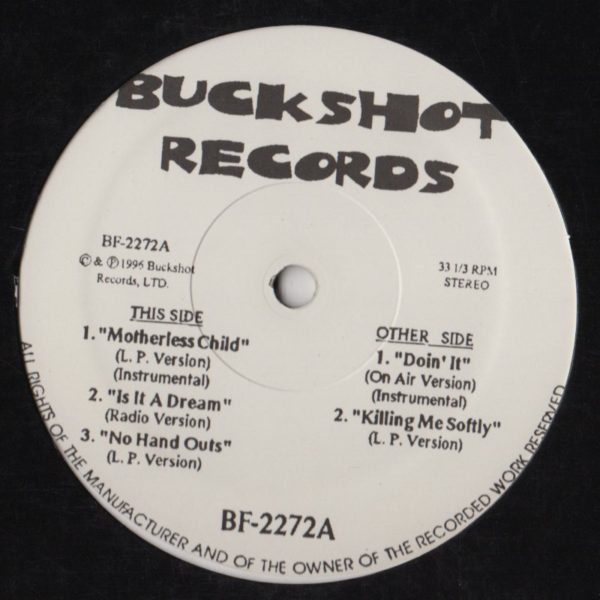 BUCKSHOT
RECORDS
BF-2272A
© & ℗ 1996 Buckshot
Records, LTD.
33 1/3 RPM
STEREO
THIS SIDE
1. "Motherless Child"
(L. P. Version)
(Instrumental)
2. "Is It A Dream"
(Radio Version)
3. "No Hand Outs"
(L. P. Version)
OTHER SIDE
1. "Doin' It"
(On Air Version)
(Instrumental)
2. "Killing Me Softly"
(L. P. Version)
BF-2272A
ALL RIGHTS OF THE MANUFACTURER AND OF THE OWNER OF THE RECORDED WORK RESERVED